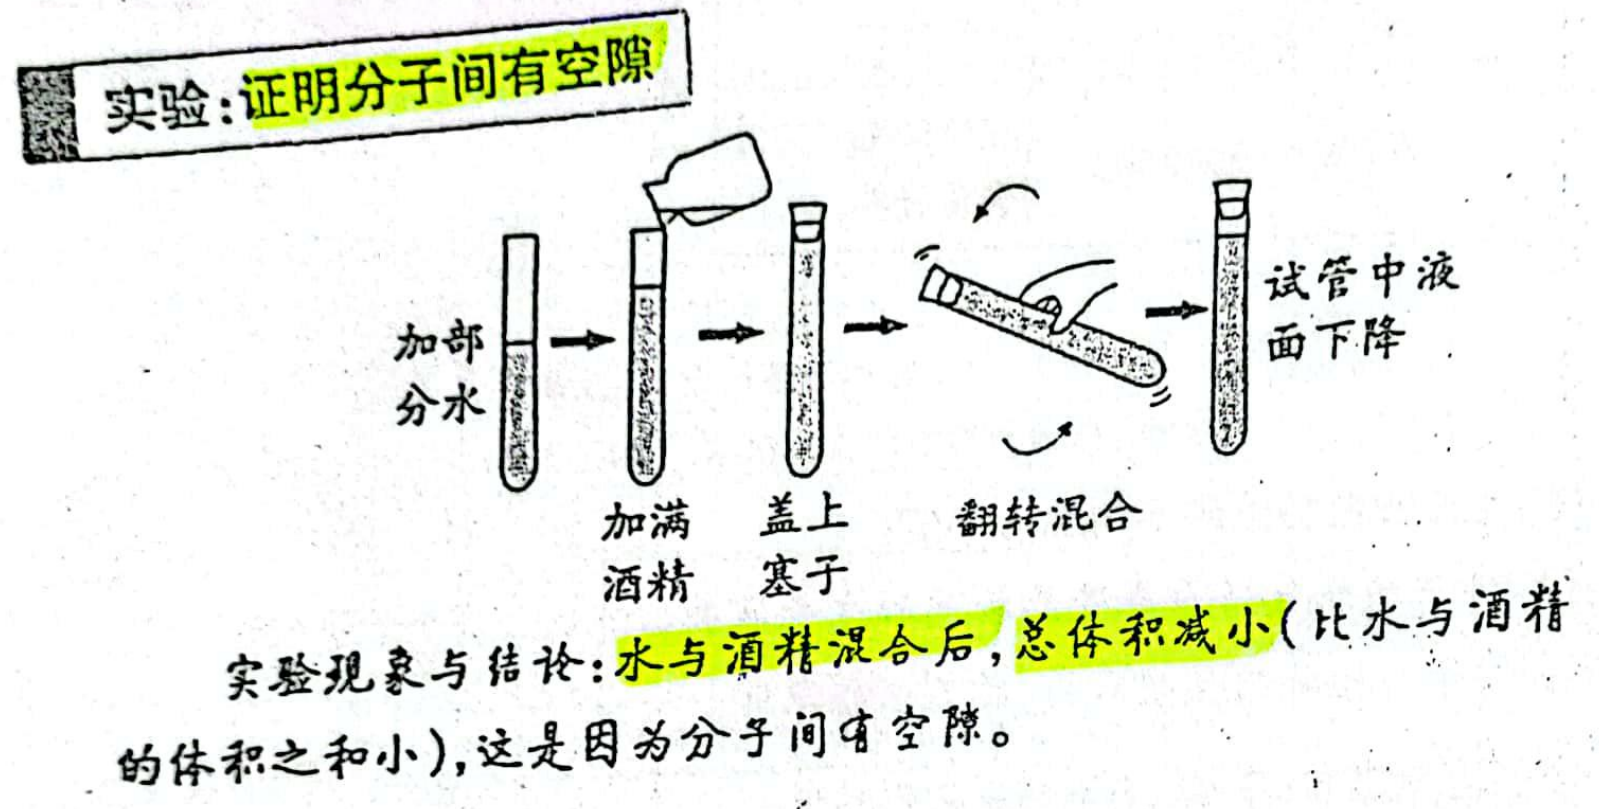 实验:证明分子间有空隙
加部
分水
加满
酒精
盖上
塞子
翻转混合
试管中液
面下降
实验现象与结论:水与酒精混合后,总体积减小(比水与酒精
的体积之和小),这是因为分子间有空隙。